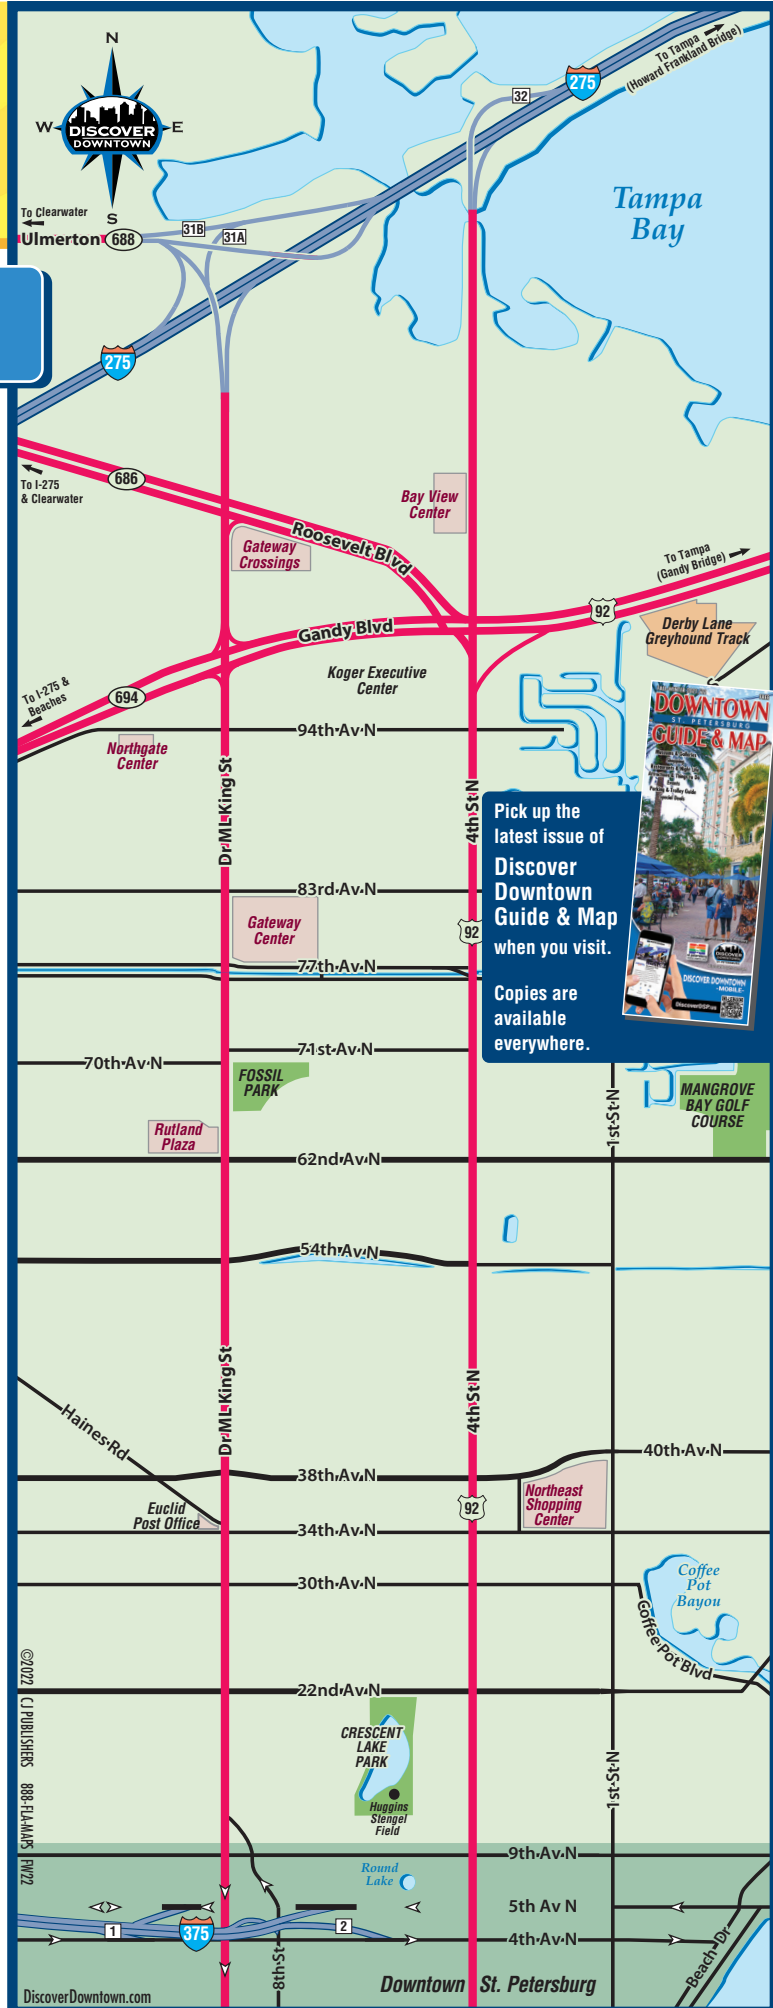 N
W
E
S
DISCOVER
DOWNTOWN
To Tampa
(Howard Frankland Bridge)
275
32
Tampa
Bay
To Clearwater
Ulmerton
688
31B
31A
275
686
To I-275
& Clearwater
Bay View
Center
Roosevelt Blvd
Gateway
Crossings
To Tampa
(Gandy Bridge)
92
Gandy Blvd
Derby Lane
Greyhound Track
Koger Executive
Center
To I-275 &
Beaches
694
94th Av N
Northgate
Center
DOWNTOWN
ST. PETERSBURG
GUIDE & MAP
DISCOVER DOWNTOWN
-MOBILE-
DiscoverDSP.us
Dr ML King St
4th St N
Pick up the
latest issue of
Discover
Downtown
Guide & Map
when you visit.
Copies are
available
everywhere.
83rd Av N
Gateway
Center
92
77th Av N
71st Av N
70th Av N
FOSSIL
PARK
1st St N
MANGROVE
BAY GOLF
COURSE
Rutland
Plaza
62nd Av N
54th Av N
Dr ML King St
4th St N
Haines Rd
40th Av N
38th Av N
Northeast
Shopping
Center
92
Euclid
Post Office
34th Av N
30th Av N
Coffee
Pot
Bayou
Coffee Pot Blvd
22nd Av N
CRESCENT
LAKE
PARK
Huggins
Stengel
Field
1st St N
©2022 CJ PUBLISHERS 888-FLA-MAPS FW22
9th Av N
Round
Lake
5th Av N
1
375
2
4th Av N
8th St
Beach Dr
Downtown St. Petersburg
DiscoverDowntown.com